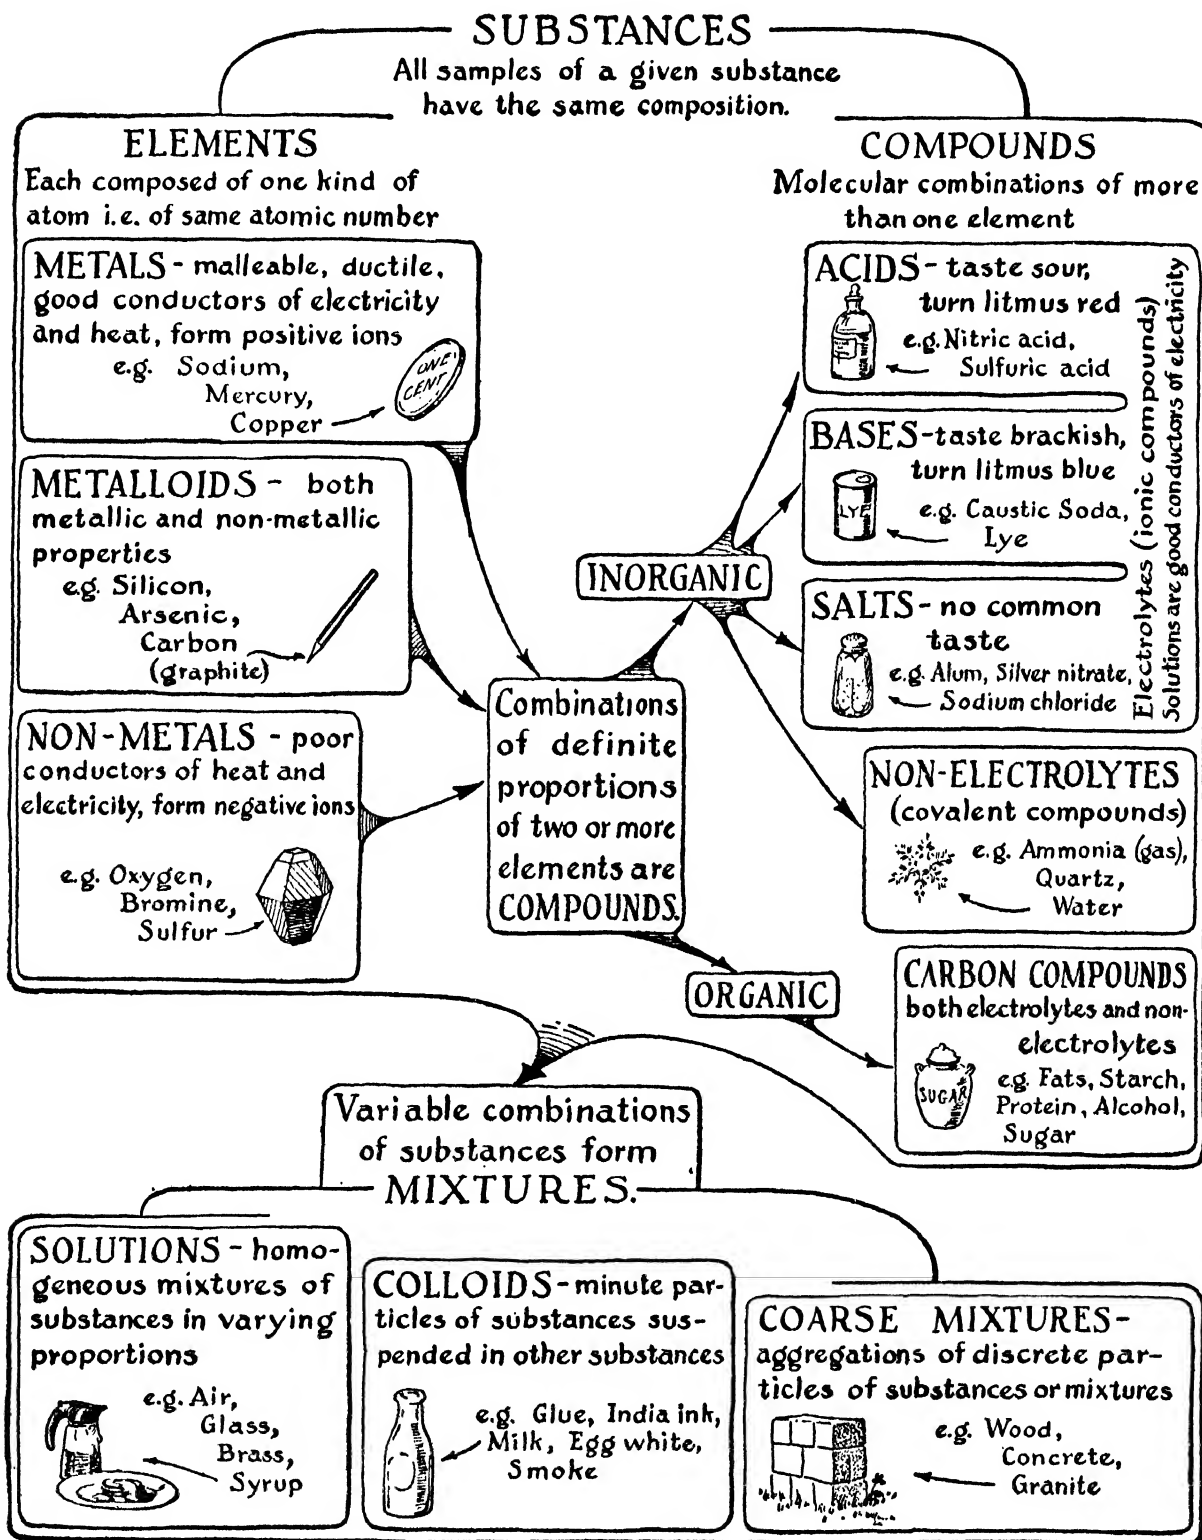 SUBSTANCES
All samples of a given substance
have the same composition.
ELEMENTS
Each composed of one kind of
atom i.e. of same atomic number
METALS - malleable, ductile,
good conductors of electricity
and heat, form positive ions
e.g. Sodium,
Mercury,
Copper
ONE
CENT
METALLOIDS - both
metallic and non-metallic
properties
e.g. Silicon,
Arsenic,
Carbon
(graphite)
NON-METALS - poor
conductors of heat and
electricity, form negative ions
e.g. Oxygen,
Bromine,
Sulfur
Combinations
of definite
proportions
of two or more
elements are
COMPOUNDS.
INORGANIC
ORGANIC
COMPOUNDS
Molecular combinations of more
than one element
ACIDS - taste sour,
turn litmus red
e.g. Nitric acid,
Sulfuric acid
BASES - taste brackish,
turn litmus blue
LYE
e.g. Caustic Soda,
Lye
SALTS - no common
taste
e.g. Alum, Silver nitrate,
Sodium chloride
Electrolytes (ionic compounds)
Solutions are good conductors of electricity
NON-ELECTROLYTES
(covalent compounds)
e.g. Ammonia (gas),
Quartz,
Water
CARBON COMPOUNDS
both electrolytes and non-
electrolytes
SUGAR
e.g. Fats, Starch,
Protein, Alcohol,
Sugar
Variable combinations
of substances form
MIXTURES.
SOLUTIONS - homo-
geneous mixtures of
substances in varying
proportions
e.g. Air,
Glass,
Brass,
Syrup
COLLOIDS - minute par-
ticles of substances sus-
pended in other substances
e.g. Glue, India ink,
Milk, Egg white,
Smoke
COARSE MIXTURES-
aggregations of discrete par-
ticles of substances or mixtures
e.g. Wood,
Concrete,
Granite